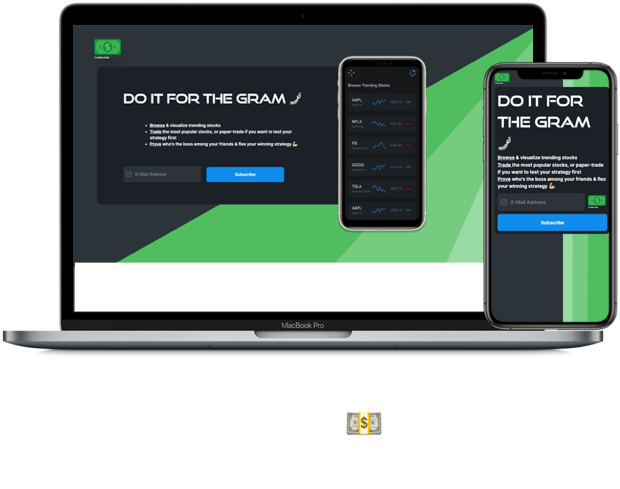 DO IT FOR THE GRAM 🤳🏼
Browse & visualize trending stocks
Trade the most popular stocks, or paper-trade if you want to test your
strategy first
Prove who's the boss among your friends & flex your winning strategy 💪🏼
E-Mail Address
Subscribe
Browse Trending Stocks
AAPL
NFLX
FB
GOOG
TSLA
AAPL
MacBook Pro
DO IT FOR
THE GRAM
🤳🏼
Browse & visualize trending stocks
Trade the most popular stocks, or paper-trade
if you want to test your strategy first
Prove who's the boss among your friends & flex
your winning strategy 💪🏼
E-Mail Address
Subscribe